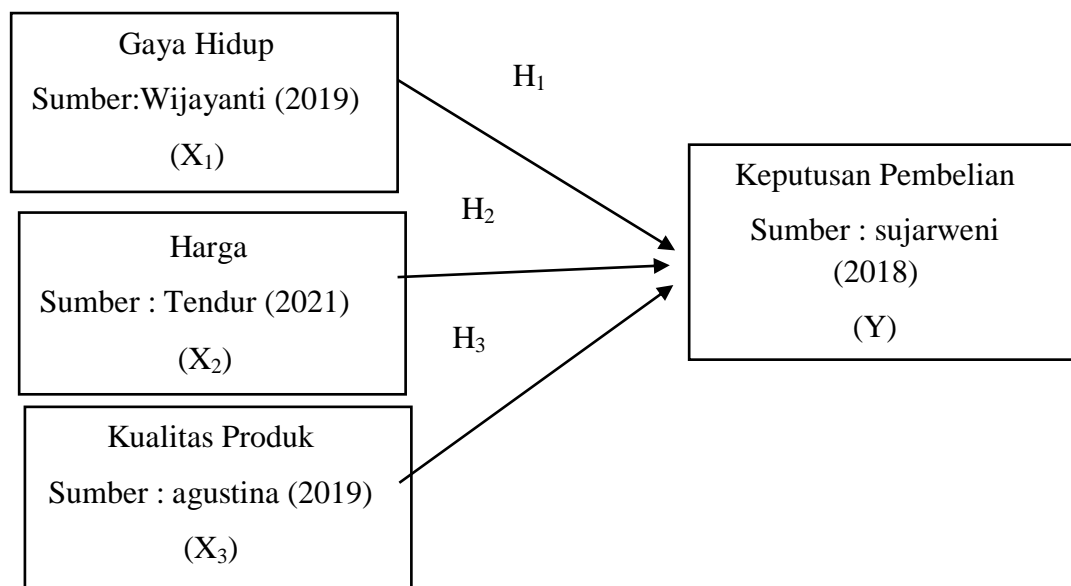 Gaya Hidup
Sumber:Wijayanti (2019)
(X₁)
H₁
Harga
Sumber : Tendur (2021)
(X₂)
H₂
Kualitas Produk
Sumber : agustina (2019)
(X₃)
H₃
Keputusan Pembelian
Sumber : sujarweni
(2018)
(Y)